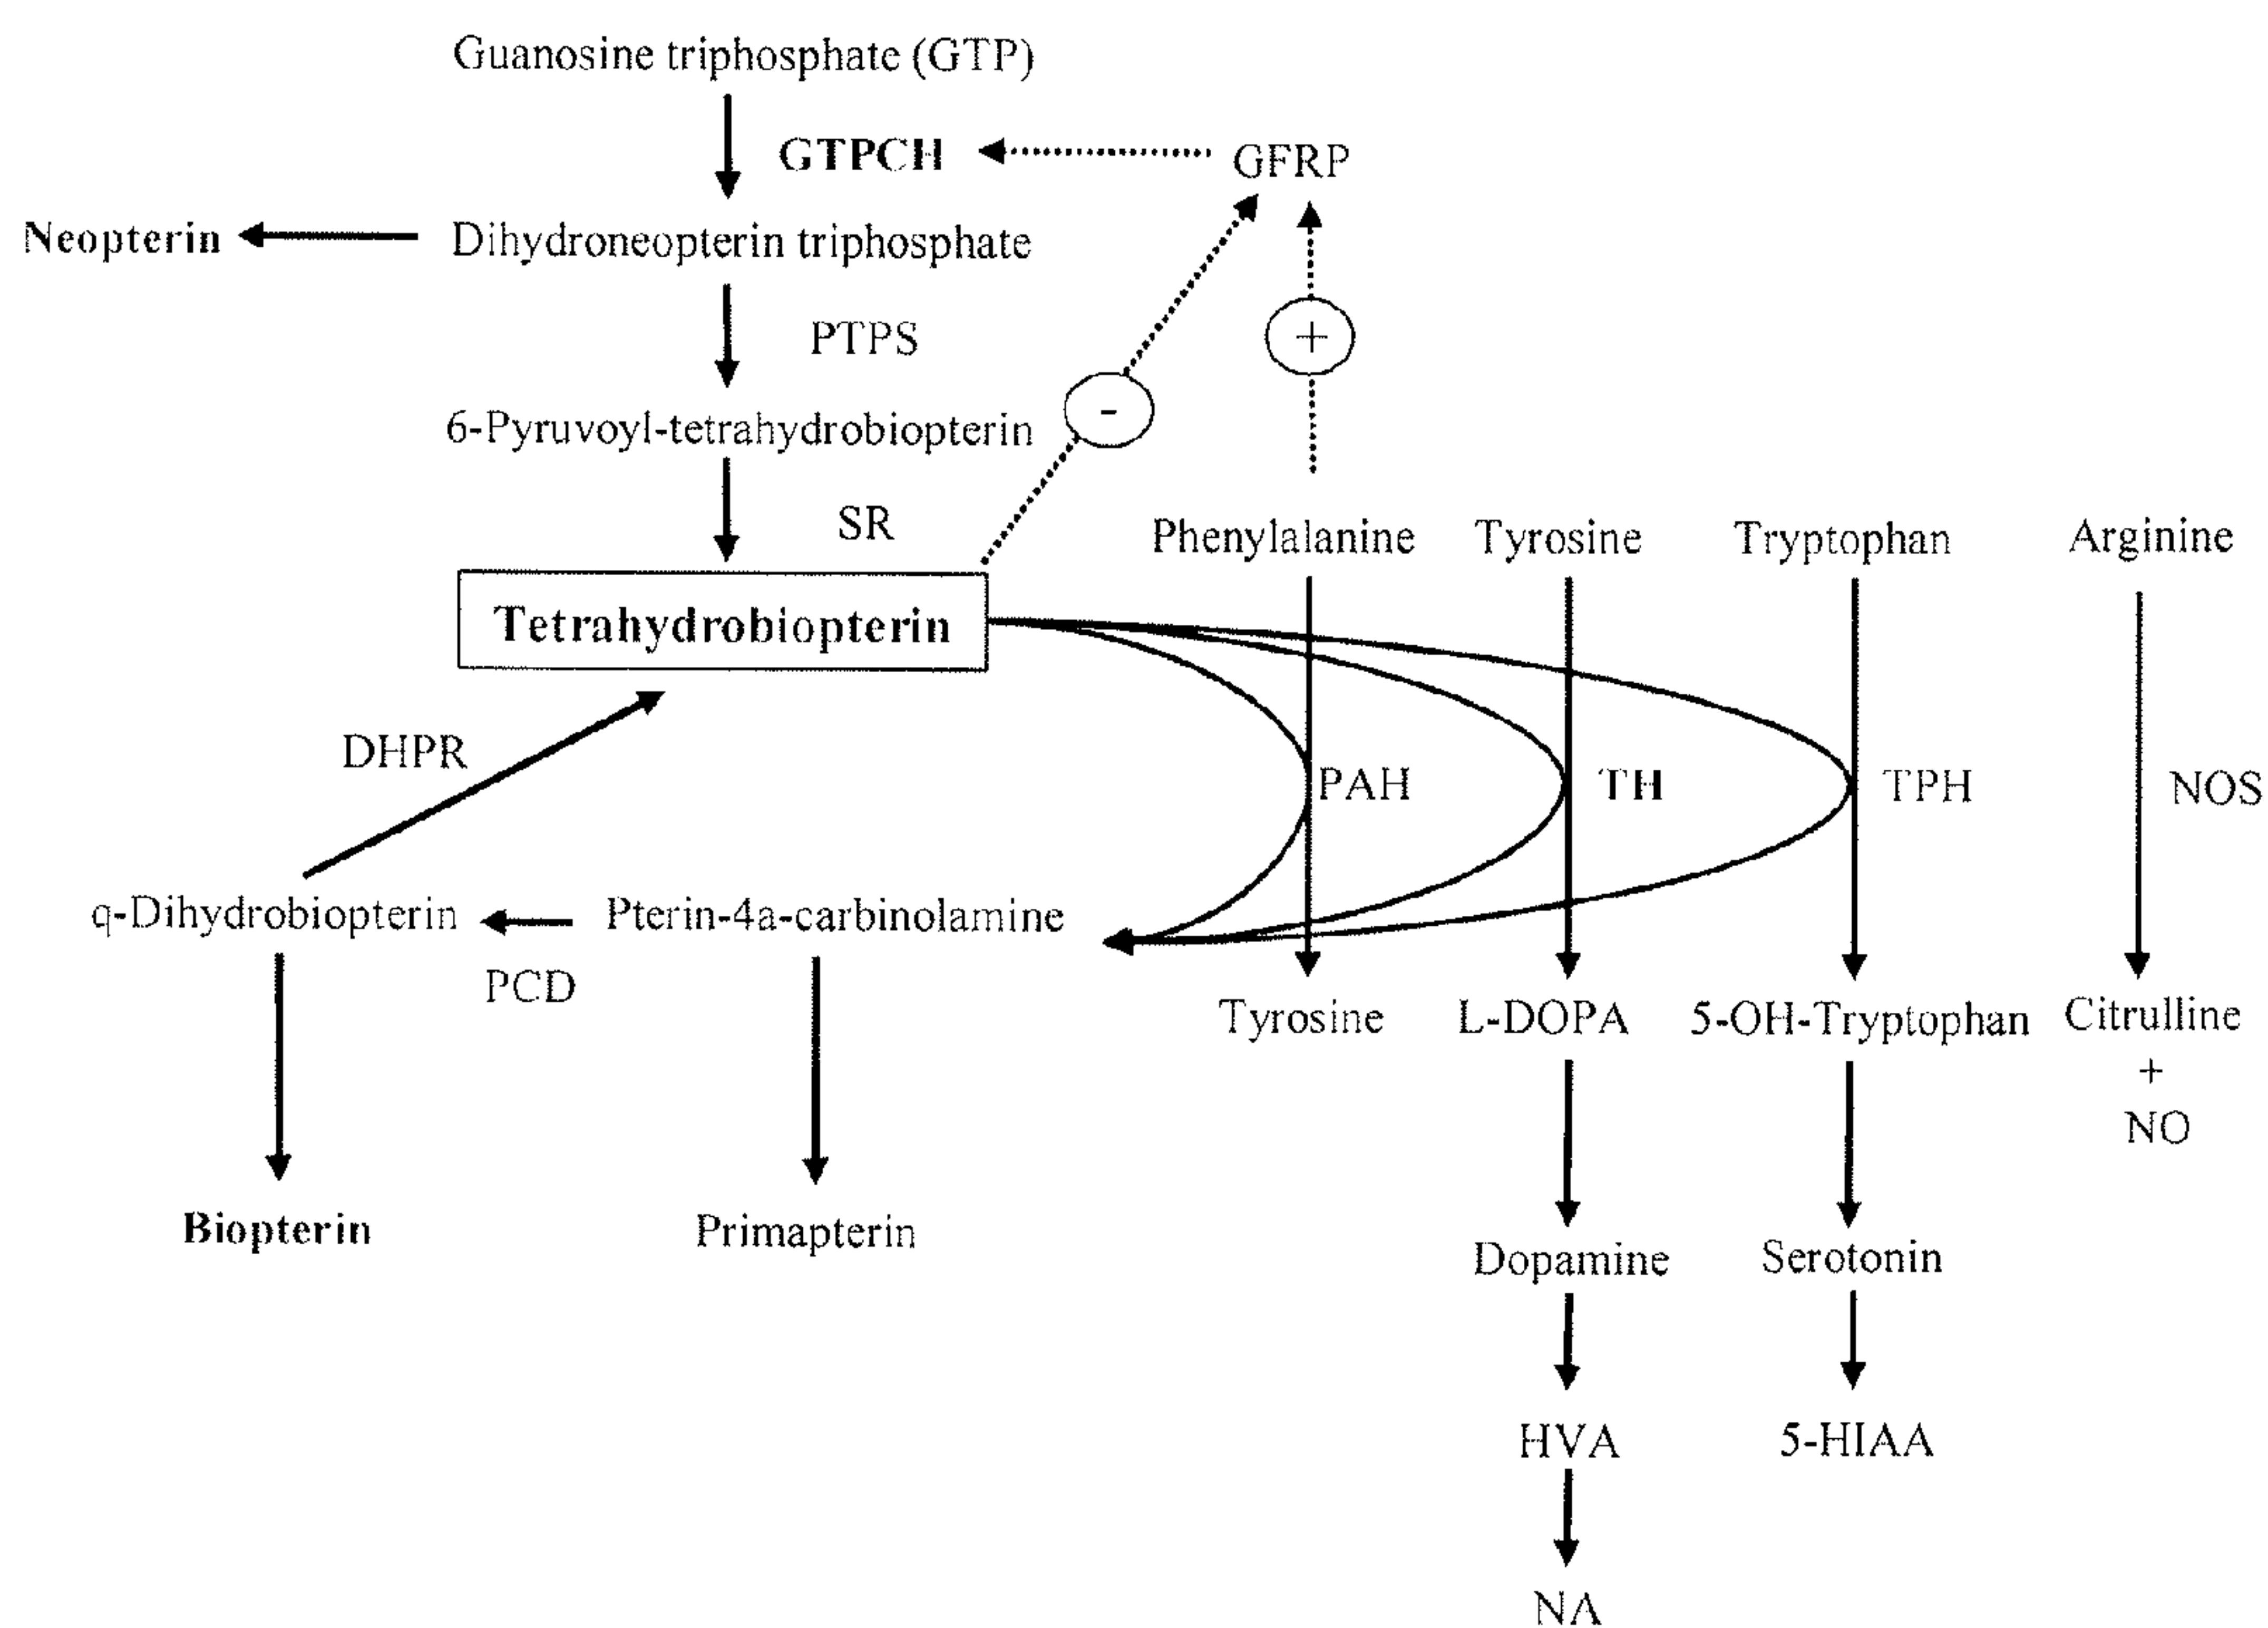 Guanosine triphosphate (GTP)
GTPCH
GFRP
Neopterin
Dihydroneopterin triphosphate
PTPS
+
-
6-Pyruvoyl-tetrahydrobiopterin
SR
Phenylalanine
Tyrosine
Tryptophan
Arginine
Tetrahydrobiopterin
DHPR
PAH
TH
TPH
NOS
q-Dihydrobiopterin
Pterin-4a-carbinolamine
PCD
Tyrosine
L-DOPA
5-OH-Tryptophan
Citrulline
+
NO
Biopterin
Primapterin
Dopamine
Serotonin
HVA
5-HIAA
NA